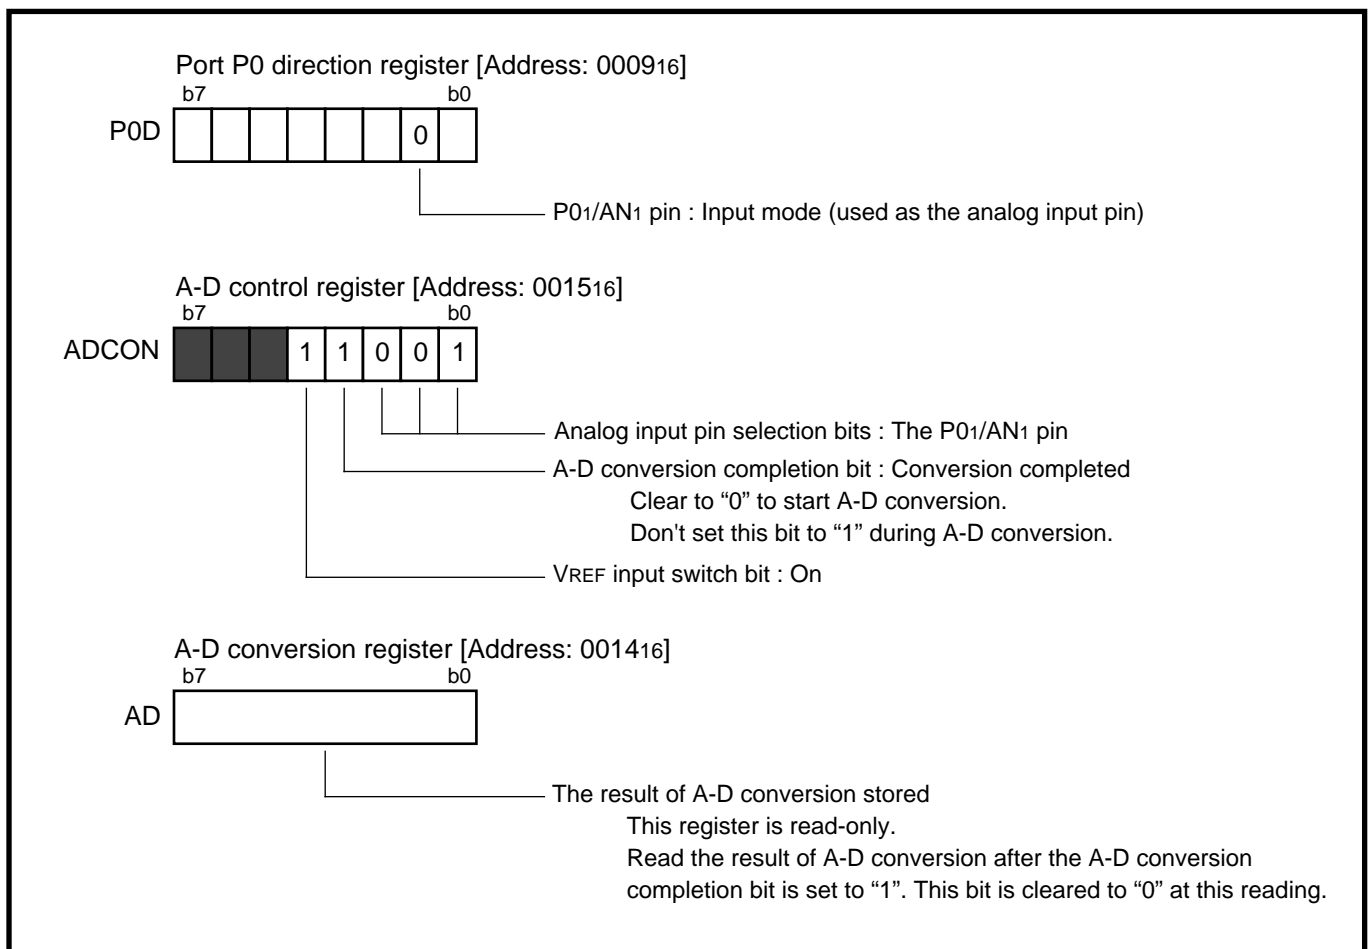 Port P0 direction register [Address: 000916]
b7 b0
P0D 0
P01/AN1 pin : Input mode (used as the analog input pin)
A-D control register [Address: 001516]
b7 b0
ADCON 1 1 0 0 1
Analog input pin selection bits : The P01/AN1 pin
A-D conversion completion bit : Conversion completed
Clear to “0” to start A-D conversion.
Don't set this bit to “1” during A-D conversion.
VREF input switch bit : On
A-D conversion register [Address: 001416]
b7 b0
AD
The result of A-D conversion stored
This register is read-only.
Read the result of A-D conversion after the A-D conversion
completion bit is set to “1”. This bit is cleared to “0” at this reading.